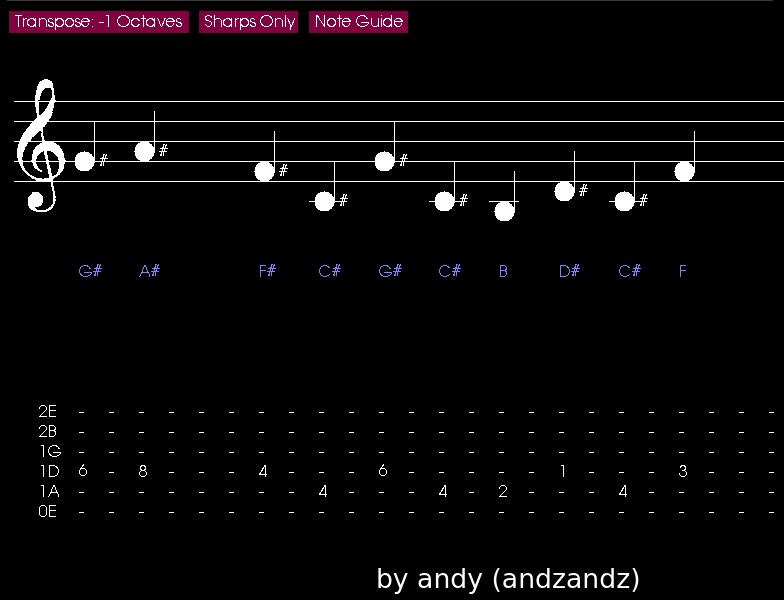 Transpose: -1 Octaves Sharps Only Note Guide
# # # # # # # #
G# A# F# C# G# C# B D# C# F
2E - - - - - - - - - - - - - - - - - - - - - - - -
2B - - - - - - - - - - - - - - - - - - - - - - - -
1G - - - - - - - - - - - - - - - - - - - - - - - -
1D 6 - 8 - - - 4 - - - 6 - - - - - 1 - - - 3 - - -
1A - - - - - - - - 4 - - - 4 - 2 - - - 4 - - - - -
0E - - - - - - - - - - - - - - - - - - - - - - - -
by andy (andzandz)